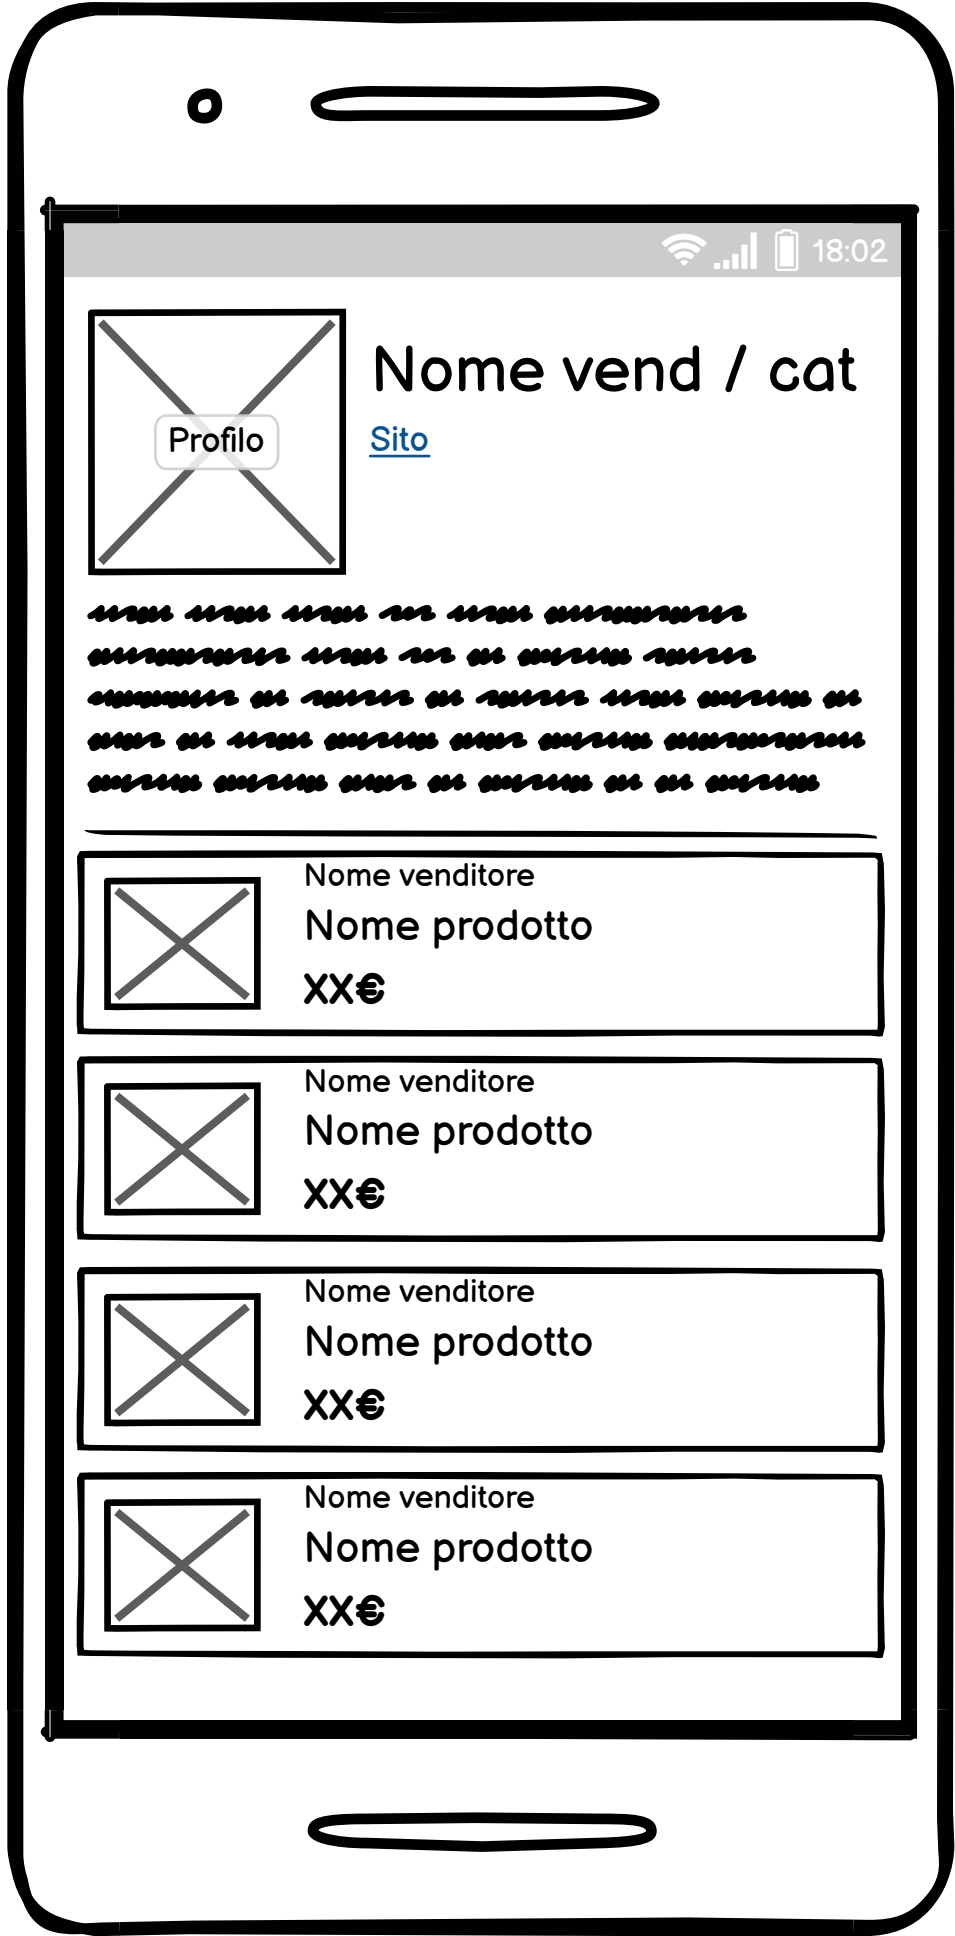 18:02
Nome vend / cat
Profilo
Sito
Nome venditore
Nome prodotto
XX€
Nome venditore
Nome prodotto
XX€
Nome venditore
Nome prodotto
XX€
Nome venditore
Nome prodotto
XX€